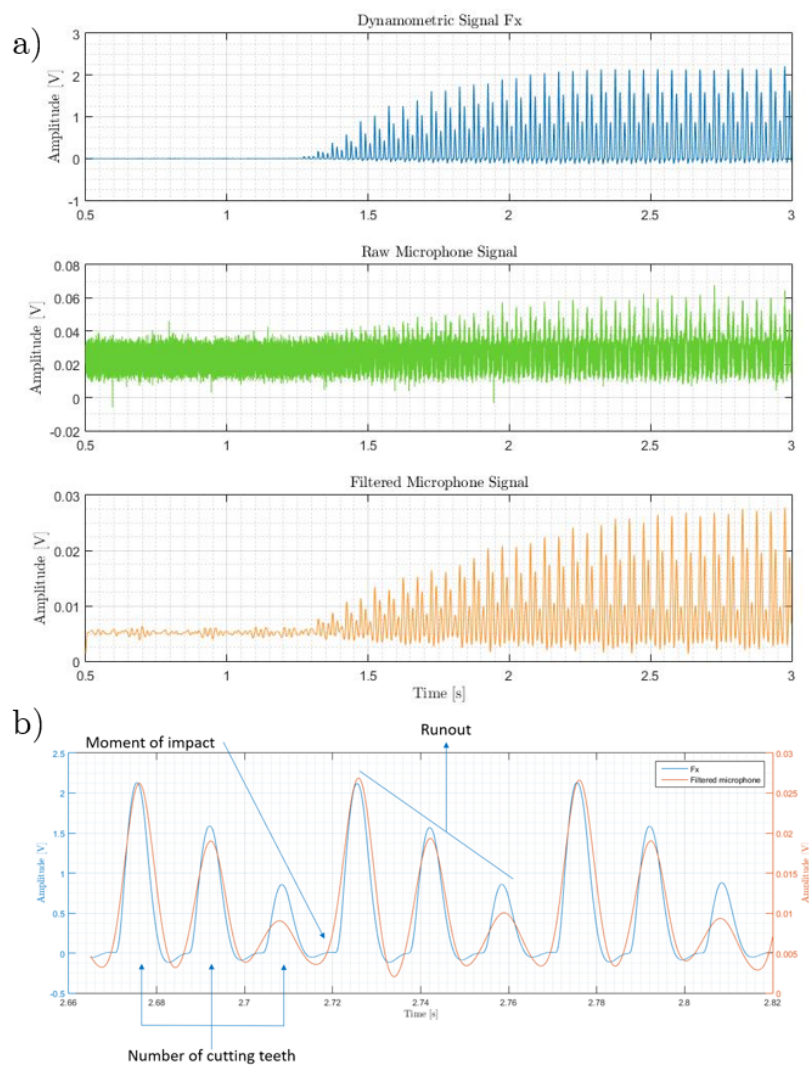 a)
Dynamometric Signal Fx
Amplitude [V]
3
2
1
0
-1
0.5 1 1.5 2 2.5 3
Raw Microphone Signal
Amplitude [V]
0.08
0.06
0.04
0.02
0
-0.02
0.5 1 1.5 2 2.5 3
Filtered Microphone Signal
Amplitude [V]
0.03
0.02
0.01
0
0.5 1 1.5 2 2.5 3
Time [s]
b)
Moment of impact
Runout
Fx
Filtered microphone
Amplitude [V]
2.5
2
1.5
1
0.5
0
-0.5
0.03
0.025
0.02
0.015
0.01
0.005
0
Amplitude [V]
2.66 2.68 2.7 2.72 2.74 2.76 2.78 2.8 2.82
Time [s]
Number of cutting teeth